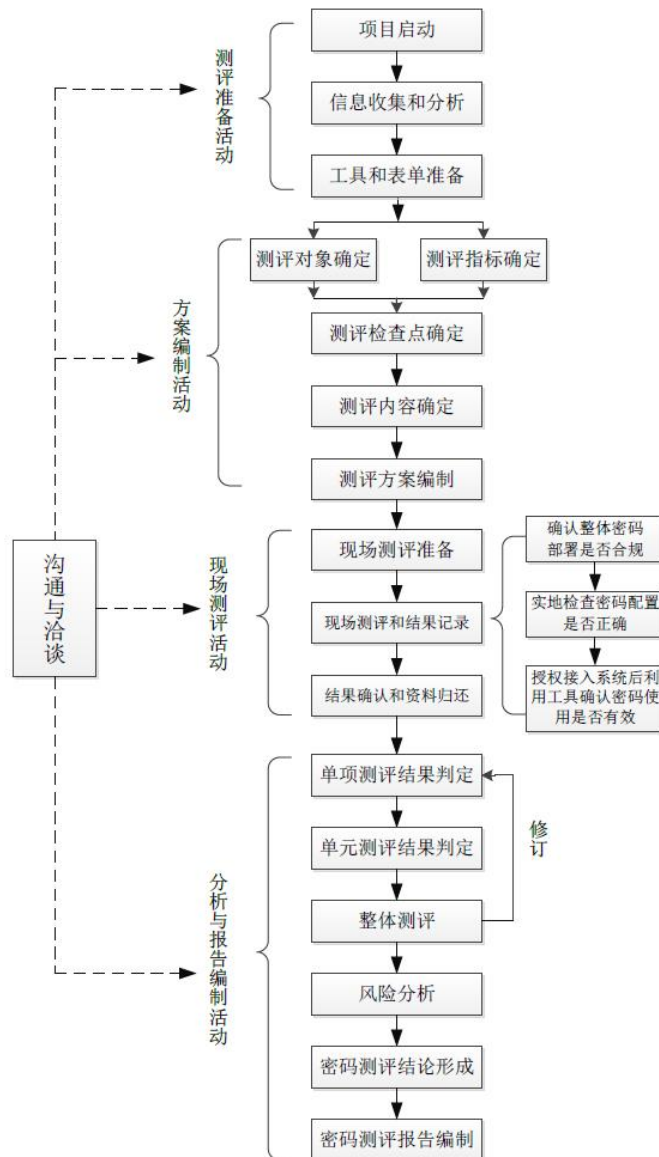 项目启动
测评准备活动
信息收集和分析
工具和表单准备
测评对象确定
测评指标确定
方案编制活动
测评检查点确定
测评内容确定
测评方案编制
沟通与洽谈
现场测评活动
现场测评准备
现场测评和结果记录
结果确认和资料归还
确认整体密码
部署是否合规
实地检查密码配置
是否正确
授权接入系统后利
用工具确认密码使
用是否有效
分析与报告编制活动
单项测评结果判定
单元测评结果判定
修订
整体测评
风险分析
密码测评结论形成
密码测评报告编制